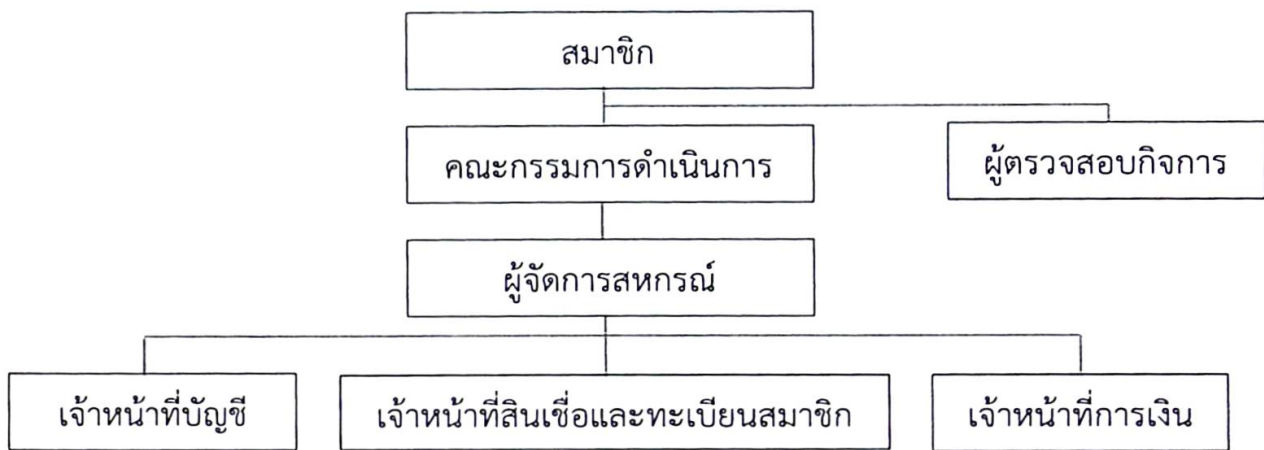 สมาชิก
คณะกรรมการดำเนินการ
ผู้ตรวจสอบกิจการ
ผู้จัดการสหกรณ์
เจ้าหน้าที่บัญชี
เจ้าหน้าที่สินเชื่อและทะเบียนสมาชิก
เจ้าหน้าที่การเงิน